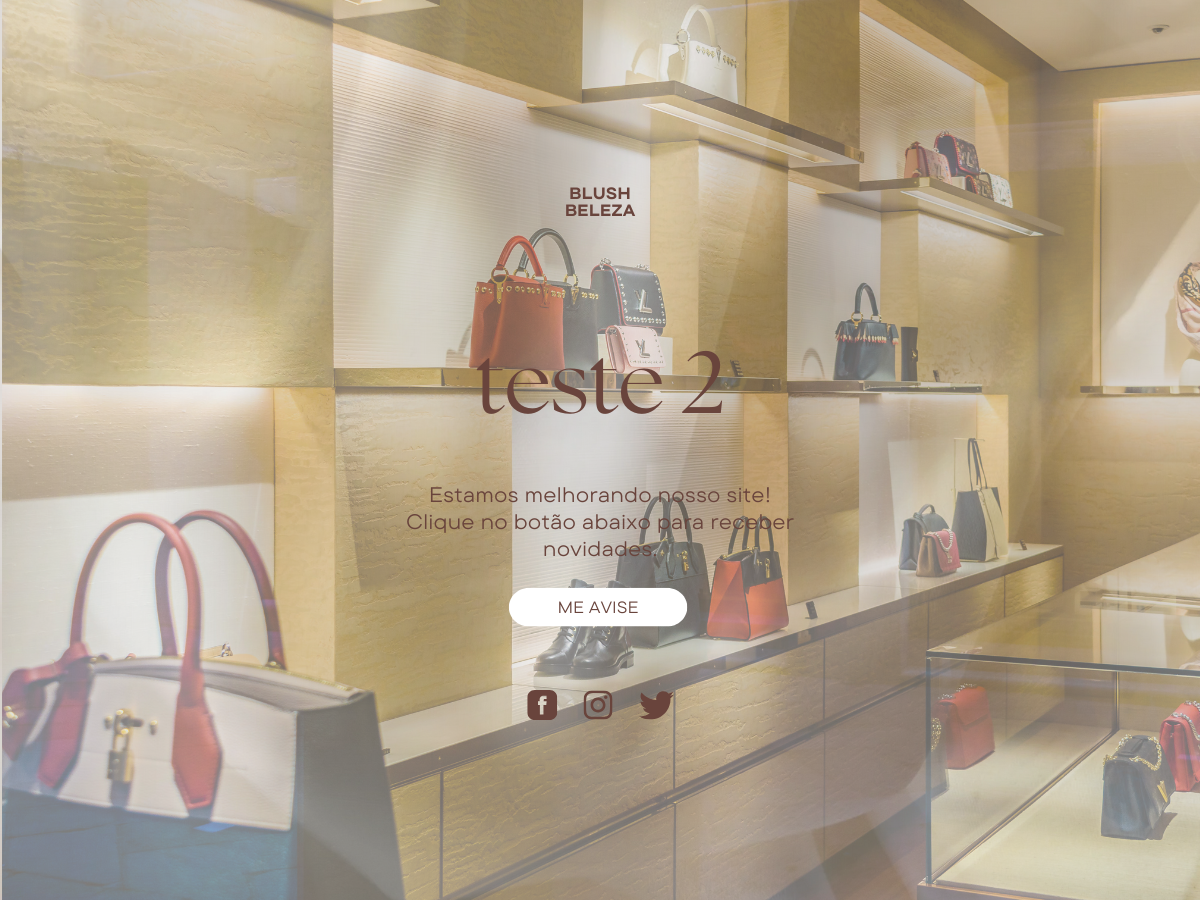 BLUSH
BELEZA
teste 2
Estamos melhorando nosso site!
Clique no botão abaixo para receber
novidades.
ME AVISE